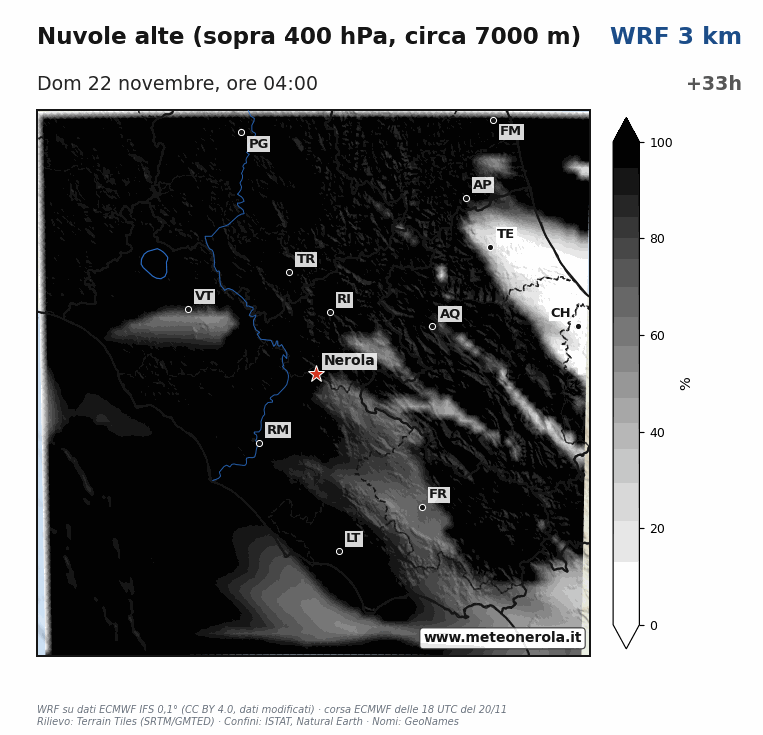 Nuvole alte (sopra 400 hPa, circa 7000 m) WRF 3 km
Dom 22 novembre, ore 04:00 +33h
FM
PG
AP
TE
TR
VT
RI
AQ
CH
Nerola
RM
FR
LT
www.meteonerola.it
100
80
60
40
20
0
%
WRF su dati ECMWF IFS 0,1° (CC BY 4.0, dati modificati) · corsa ECMWF delle 18 UTC del 20/11
Rilievo: Terrain Tiles (SRTM/GMTED) · Confini: ISTAT, Natural Earth · Nomi: GeoNames